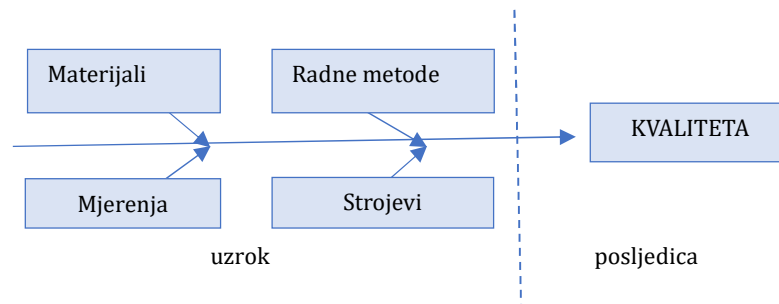 Materijali
Radne metode
KVALITETA
Mjerenja
Strojevi
uzrok
posljedica